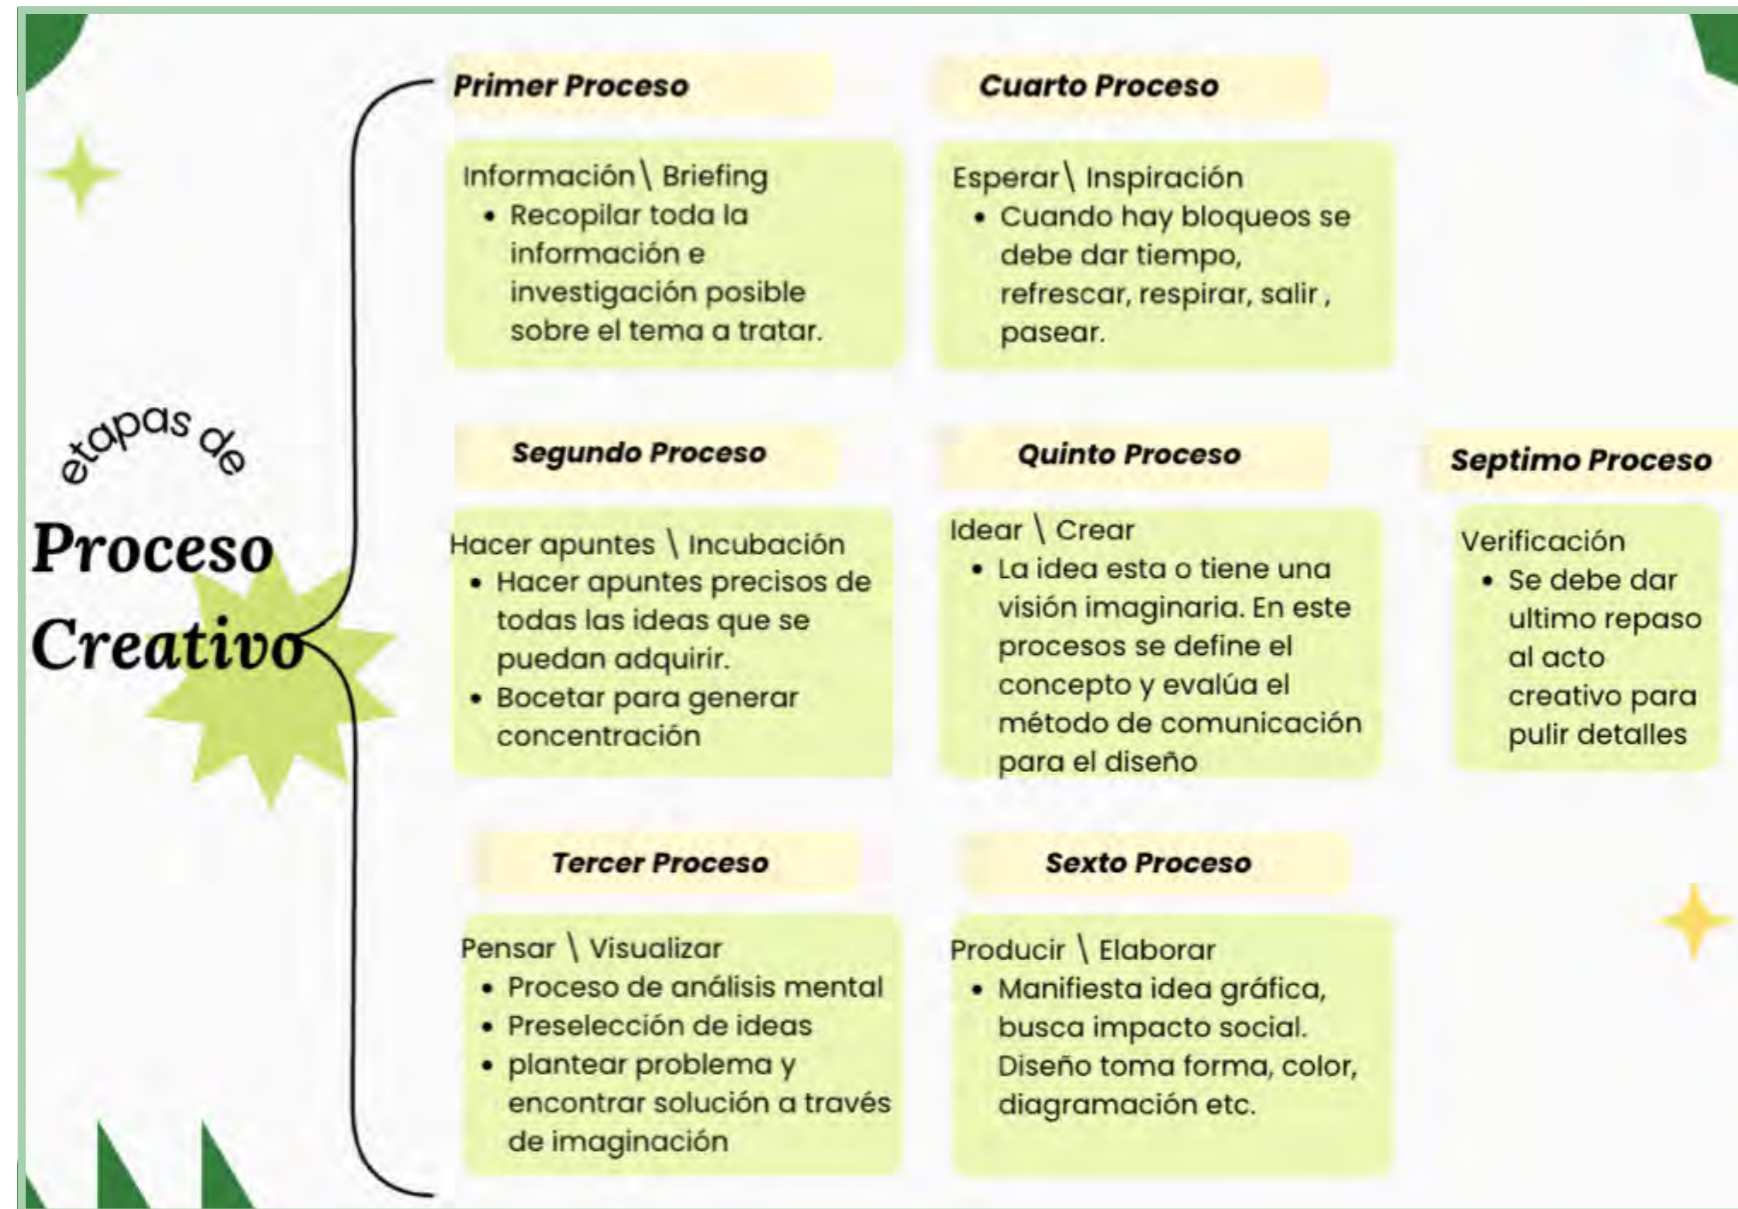 etapas de
Proceso
Creativo
Primer Proceso
Información\ Briefing
• Recopilar toda la
información e
investigación posible
sobre el tema a tratar.
Segundo Proceso
Hacer apuntes \ Incubación
• Hacer apuntes precisos de
todas las ideas que se
puedan adquirir.
• Bocetar para generar
concentración
Tercer Proceso
Pensar \ Visualizar
• Proceso de análisis mental
• Preselección de ideas
• plantear problema y
encontrar solución a través
de imaginación
Cuarto Proceso
Esperar\ Inspiración
• Cuando hay bloqueos se
debe dar tiempo,
refrescar, respirar, salir ,
pasear.
Quinto Proceso
Idear \ Crear
• La idea esta o tiene una
visión imaginaria. En este
procesos se define el
concepto y evalúa el
método de comunicación
para el diseño
Sexto Proceso
Producir \ Elaborar
• Manifiesta idea gráfica,
busca impacto social.
Diseño toma forma, color,
diagramación etc.
Septimo Proceso
Verificación
• Se debe dar
ultimo repaso
al acto
creativo para
pulir detalles